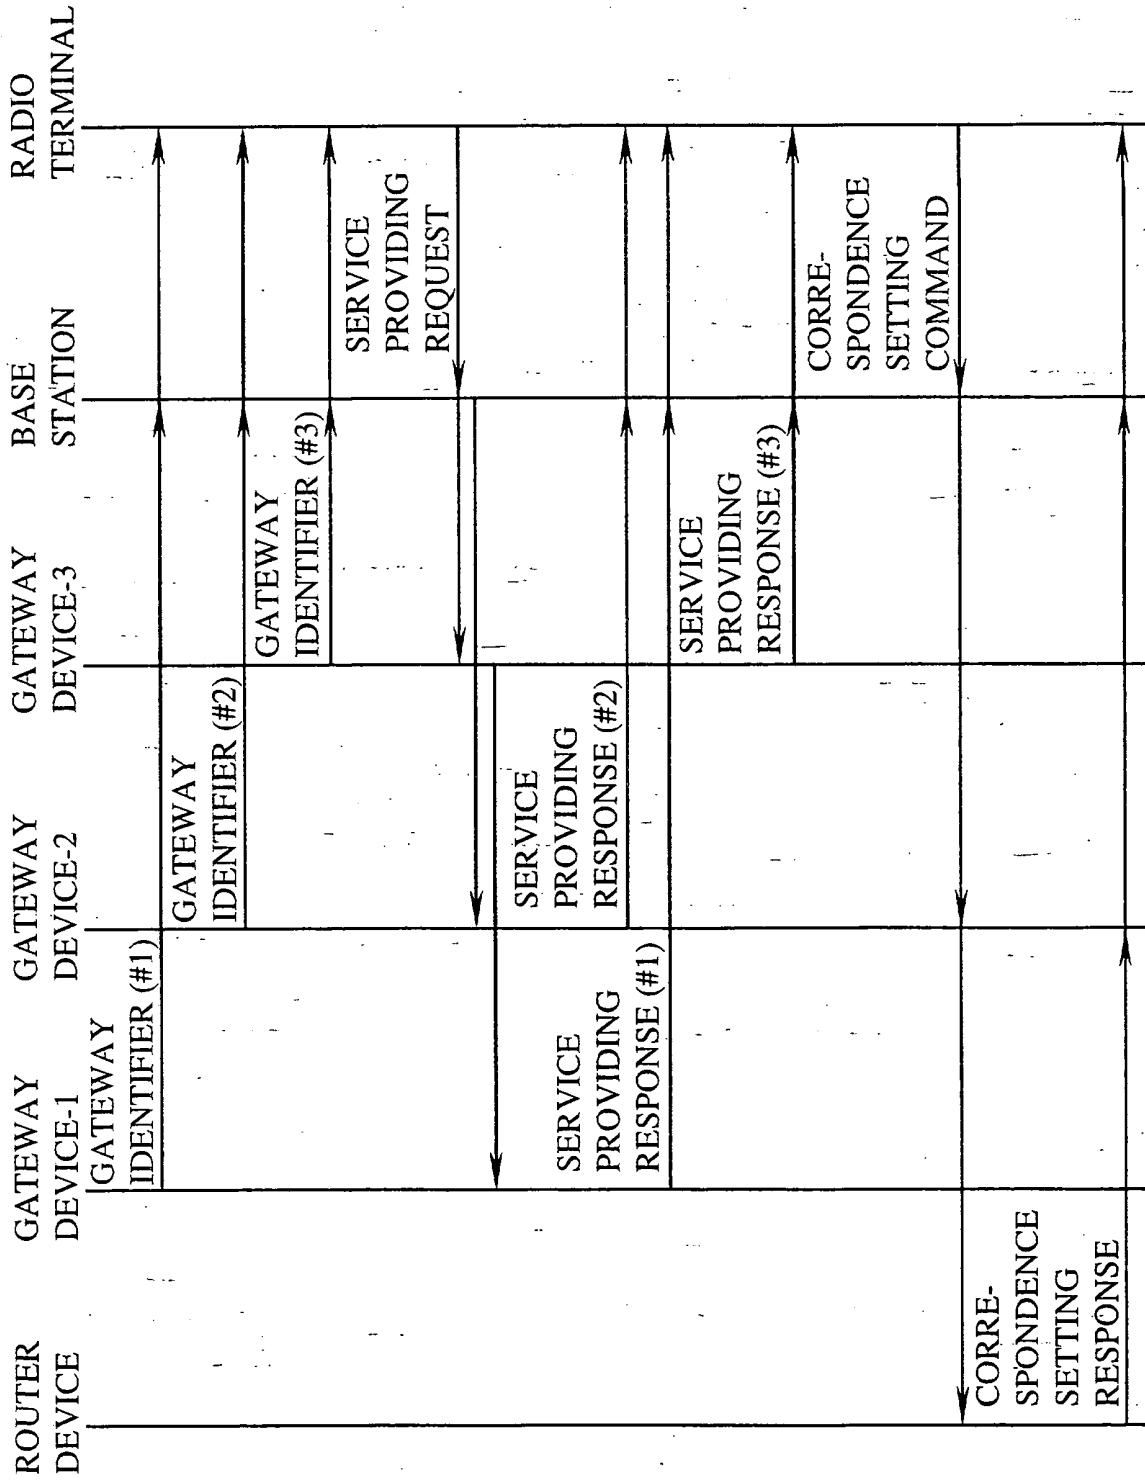 ROUTER
DEVICE
GATEWAY
DEVICE-1
GATEWAY
DEVICE-2
GATEWAY
DEVICE-3
BASE
STATION
RADIO
TERMINAL
GATEWAY
IDENTIFIER (#1)
GATEWAY
IDENTIFIER (#2)
GATEWAY
IDENTIFIER (#3)
SERVICE
PROVIDING
REQUEST
SERVICE
PROVIDING
RESPONSE (#2)
SERVICE
PROVIDING
RESPONSE (#1)
SERVICE
PROVIDING
RESPONSE (#3)
CORRE-
SPONDENCE
SETTING
COMMAND
CORRE-
SPONDENCE
SETTING
RESPONSE